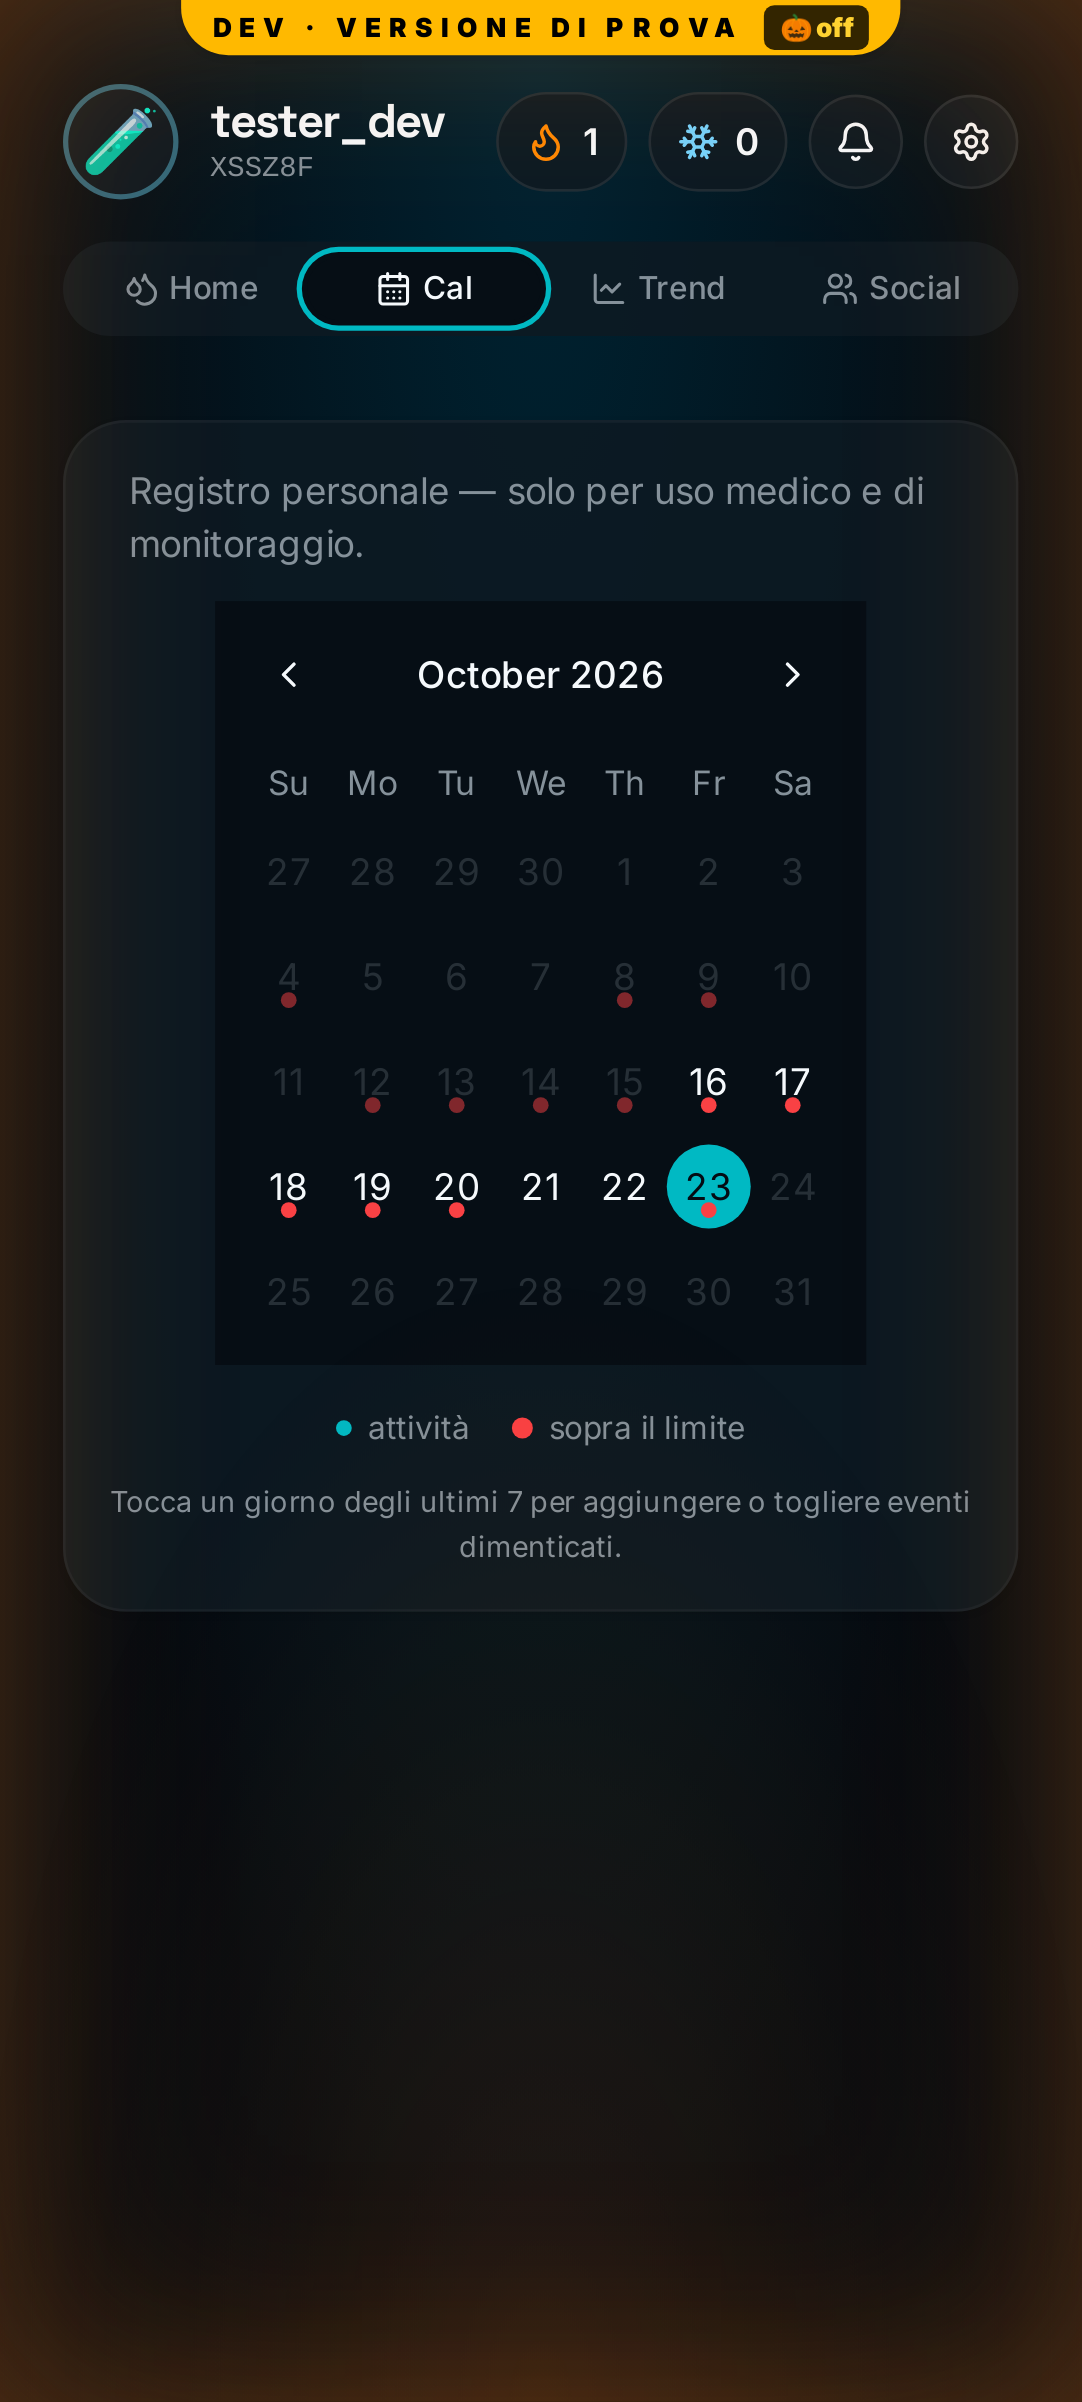 DEV · VERSIONE DI PROVA 🎃 off
tester_dev
XSSZ8F
1
0
Home Cal Trend Social
Registro personale — solo per uso medico e di
monitoraggio.
October 2026
Su Mo Tu We Th Fr Sa
27 28 29 30 1 2 3
4 5 6 7 8 9 10
11 12 13 14 15 16 17
18 19 20 21 22 23 24
25 26 27 28 29 30 31
attività sopra il limite
Tocca un giorno degli ultimi 7 per aggiungere o togliere eventi
dimenticati.